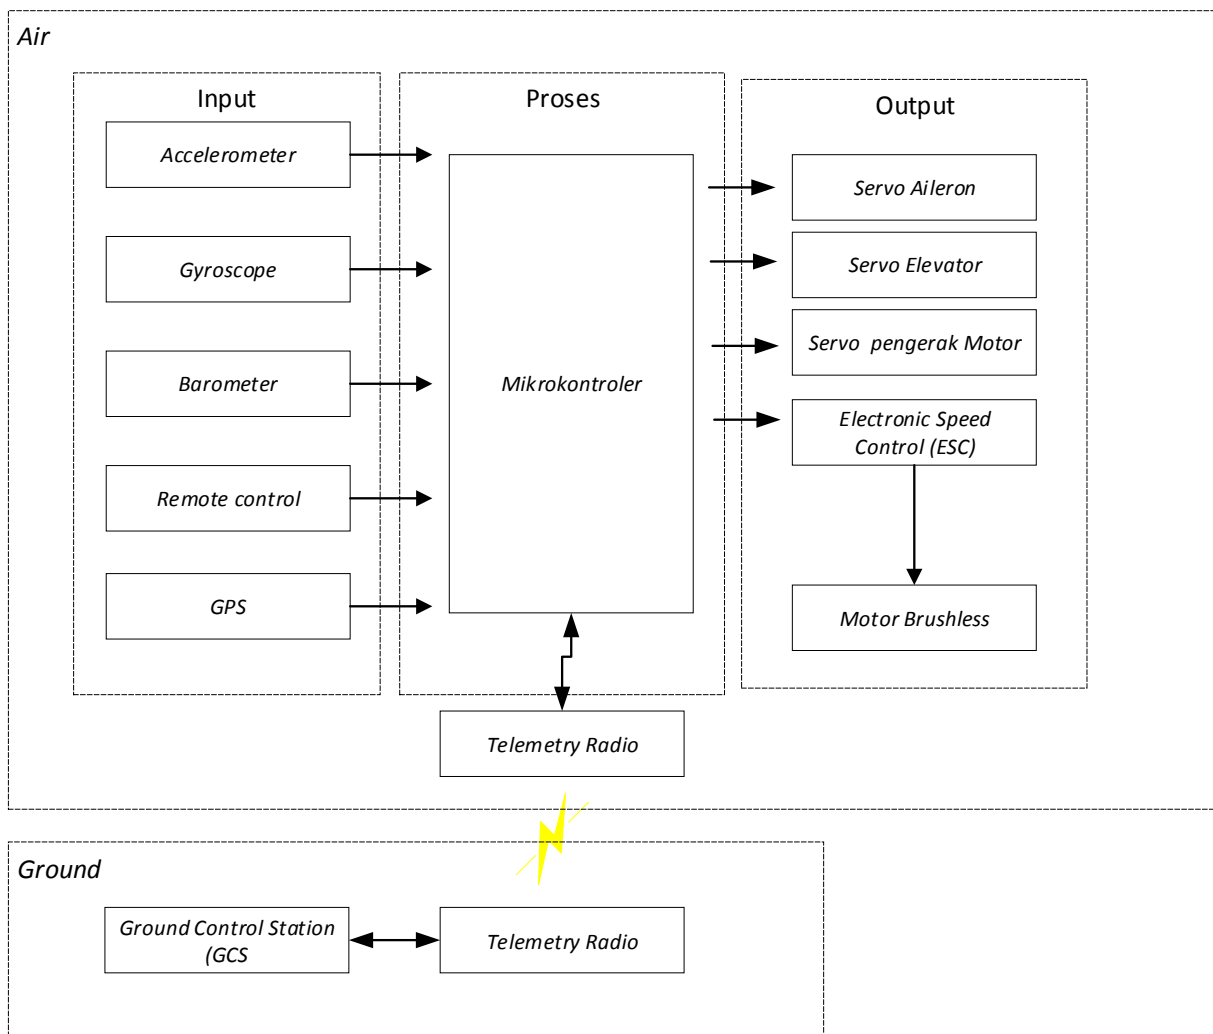 Air
Input
Proses
Output
Accelerometer
Gyroscope
Barometer
Remote control
GPS
Mikrokontroler
Servo Aileron
Servo Elevator
Servo pengerak Motor
Electronic Speed
Control (ESC)
Motor Brushless
Telemetry Radio
Ground
Ground Control Station
(GCS
Telemetry Radio